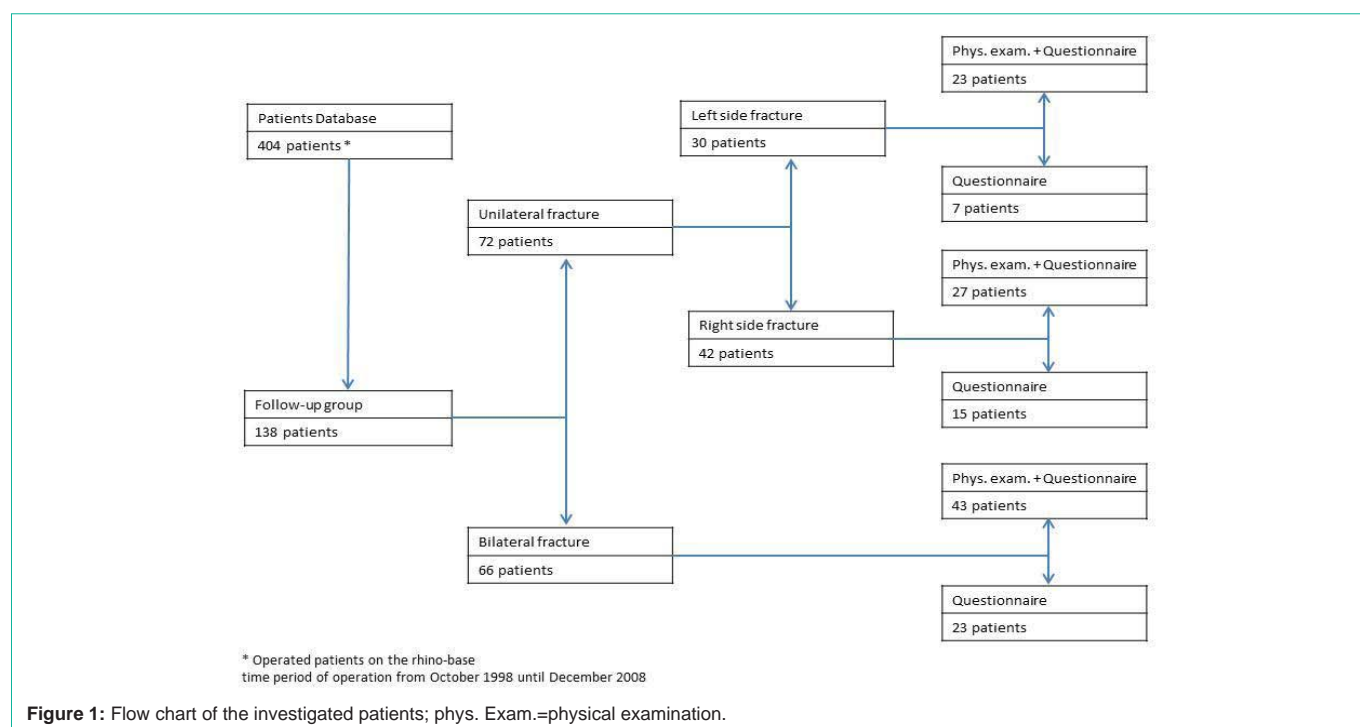 Patients Database
404 patients *
Follow-up group
138 patients
Unilateral fracture
72 patients
Bilateral fracture
66 patients
Left side fracture
30 patients
Right side fracture
42 patients
Phys. exam. + Questionnaire
23 patients
Questionnaire
7 patients
Phys. exam. + Questionnaire
27 patients
Questionnaire
15 patients
Phys. exam. + Questionnaire
43 patients
Questionnaire
23 patients
* Operated patients on the rhino-base
time period of operation from October 1998 until December 2008
Figure 1: Flow chart of the investigated patients; phys. Exam.=physical examination.